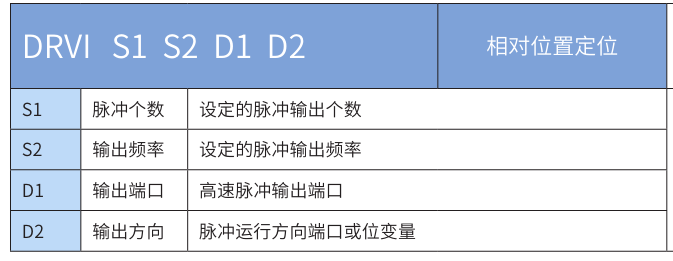 DRVI S1 S2 D1 D2 相对位置定位
S1 脉冲个数 设定的脉冲输出个数
S2 输出频率 设定的脉冲输出频率
D1 输出端口 高速脉冲输出端口
D2 输出方向 脉冲运行方向端口或位变量